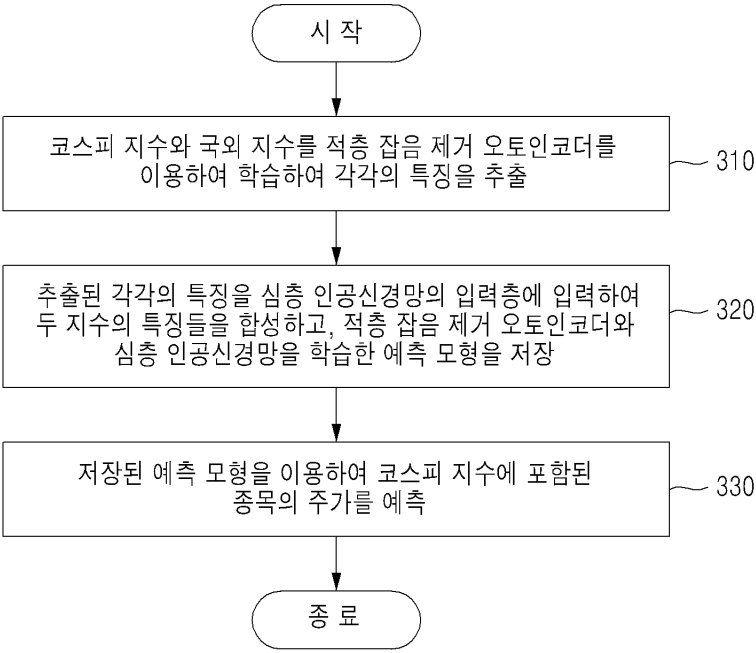 시 작
코스피 지수와 국외 지수를 적층 잡음 제거 오토인코더를
이용하여 학습하여 각각의 특징을 추출
310
추출된 각각의 특징을 심층 인공신경망의 입력층에 입력하여
두 지수의 특징들을 합성하고, 적층 잡음 제거 오토인코더와
심층 인공신경망을 학습한 예측 모형을 저장
320
저장된 예측 모형을 이용하여 코스피 지수에 포함된
종목의 주가를 예측
330
종 료